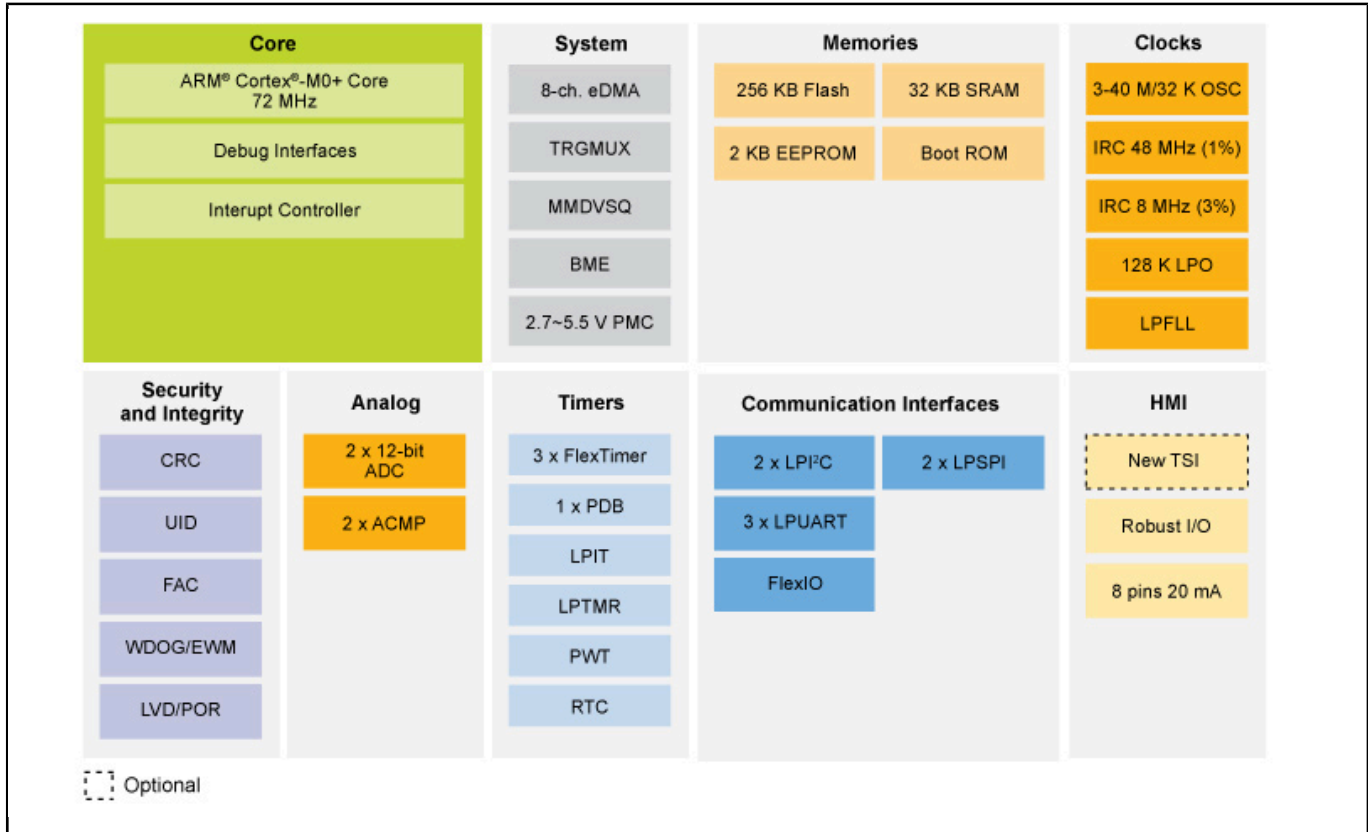 Core
ARM® Cortex®-M0+ Core
72 MHz
Debug Interfaces
Interupt Controller
System
8-ch. eDMA
TRGMUX
MMDVSQ
BME
2.7~5.5 V PMC
Memories
256 KB Flash
32 KB SRAM
2 KB EEPROM
Boot ROM
Clocks
3-40 M/32 K OSC
IRC 48 MHz (1%)
IRC 8 MHz (3%)
128 K LPO
LPFLL
Security
and Integrity
CRC
UID
FAC
WDOG/EWM
LVD/POR
Analog
2 x 12-bit
ADC
2 x ACMP
Timers
3 x FlexTimer
1 x PDB
LPIT
LPTMR
PWT
RTC
Communication Interfaces
2 x LPI²C
2 x LPSPI
3 x LPUART
FlexIO
HMI
New TSI
Robust I/O
8 pins 20 mA
Optional